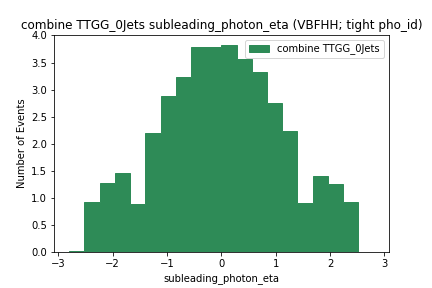 combine TTGG_0Jets subleading_photon_eta (VBFHH; tight pho_id)
combine TTGG_0Jets
Number of Events
4.0
3.5
3.0
2.5
2.0
1.5
1.0
0.5
0.0
−3 −2 −1 0 1 2 3
subleading_photon_eta